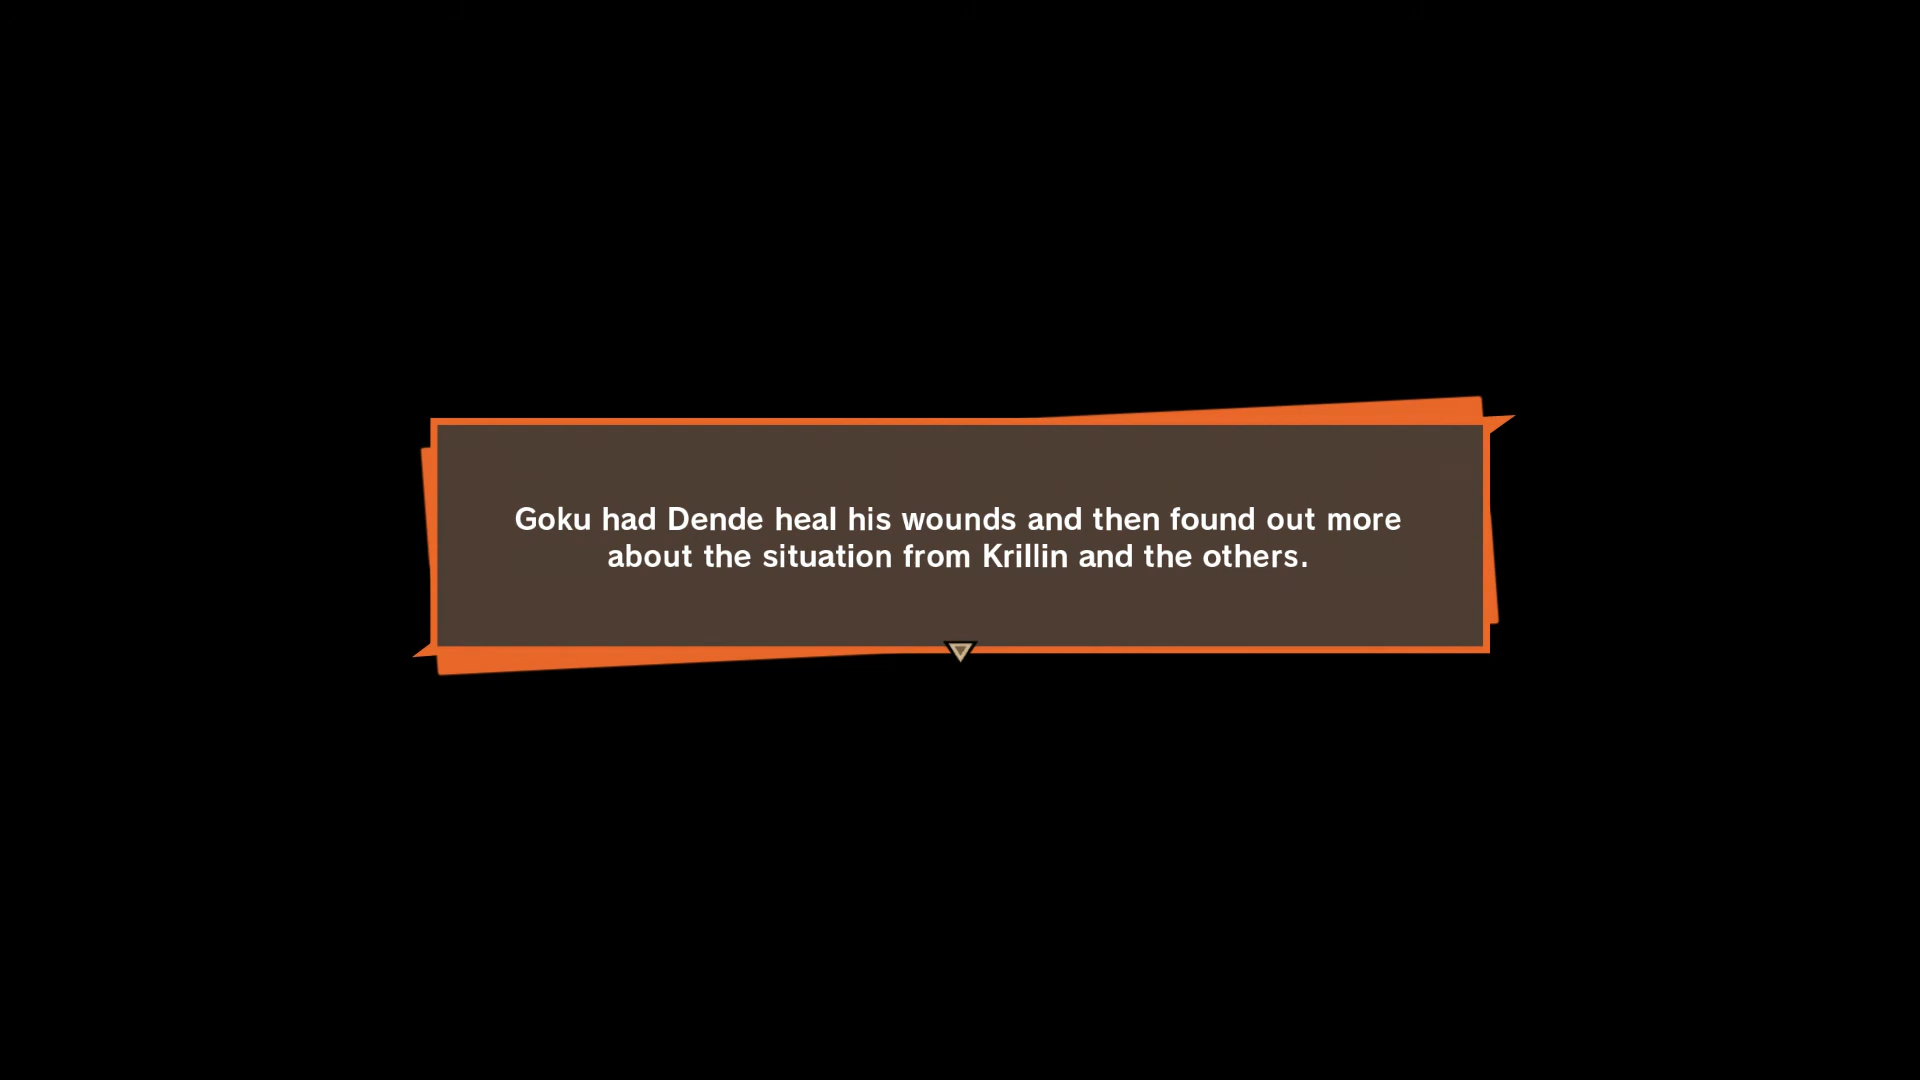 Goku had Dende heal his wounds and then found out more
about the situation from Krillin and the others.